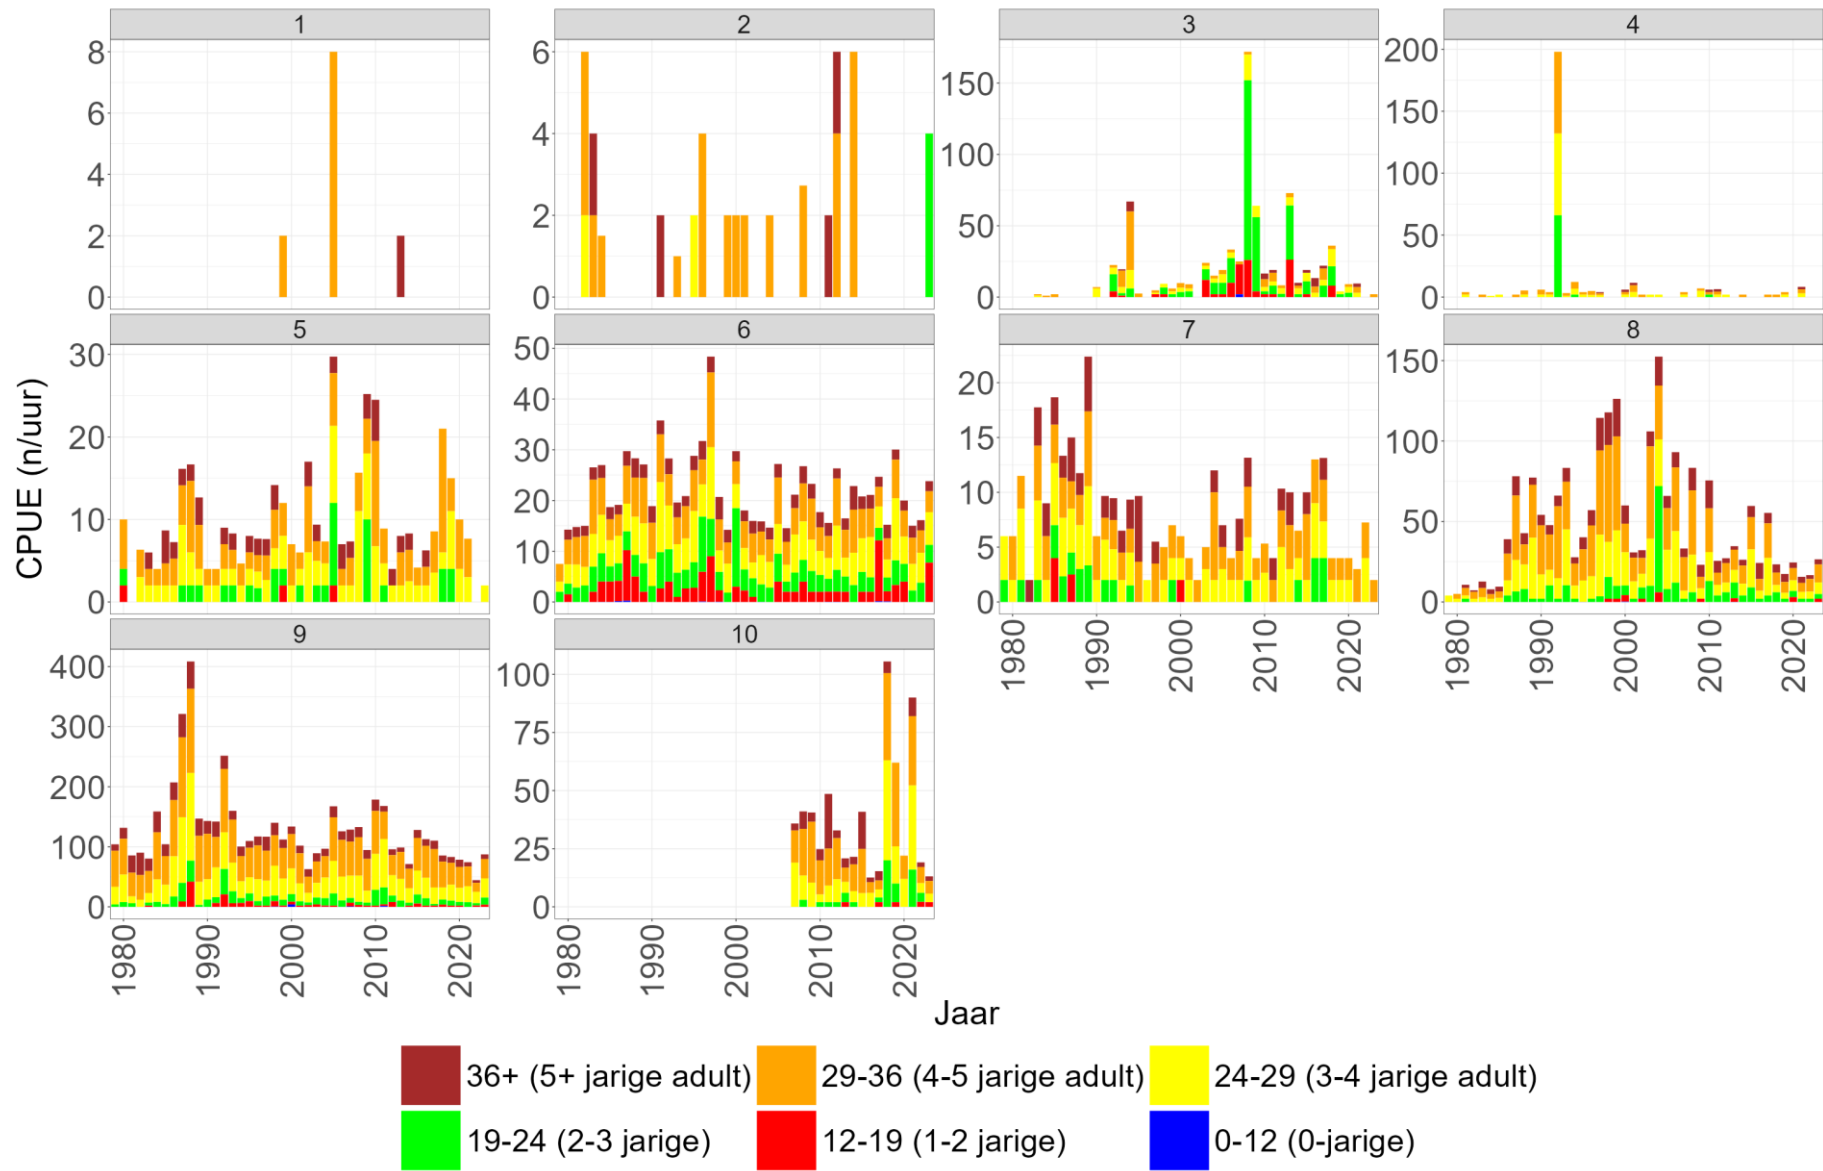 1 2 3 4
8 6 4 2 0
6 4 2 0
150 100 50 0
200 150 100 50 0
5 6 7 8
30 20 10 0
50 40 30 20 10 0
20 15 10 5 0
150 100 50 0
1980 1990 2000 2010 2020
1980 1990 2000 2010 2020
9 10
400 300 200 100 0
100 75 50 25 0
1980 1990 2000 2010 2020
1980 1990 2000 2010 2020
CPUE (n/uur)
Jaar
36+ (5+ jarige adult) 29-36 (4-5 jarige adult) 24-29 (3-4 jarige adult)
19-24 (2-3 jarige) 12-19 (1-2 jarige) 0-12 (0-jarige)